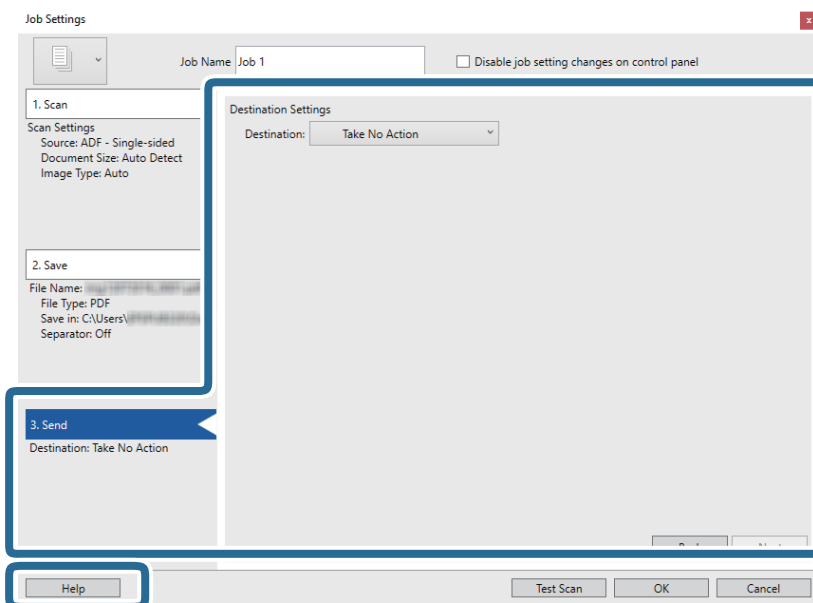 Job Settings
x
Job Name Job 1
Disable job setting changes on control panel
1. Scan
Scan Settings
Source: ADF - Single-sided
Document Size: Auto Detect
Image Type: Auto
2. Save
File Name:
File Type: PDF
Save in: C:\Users\
Separator: Off
3. Send
Destination: Take No Action
Destination Settings
Destination: Take No Action
Help
Test Scan
OK
Cancel